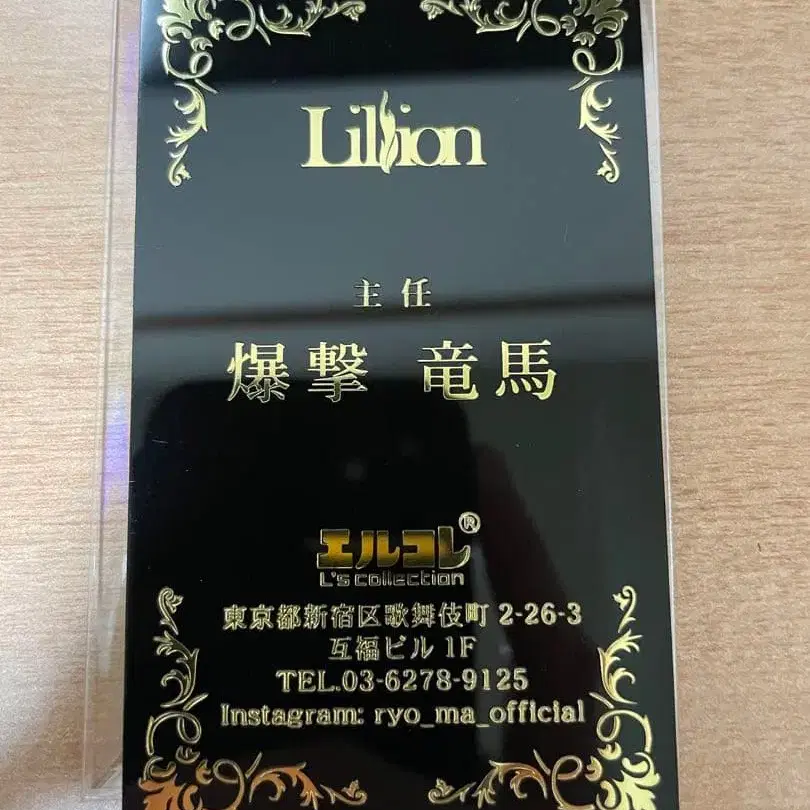 Lillion
主任
爆撃 竜馬
エルコレ®
L's collection
東京都新宿区歌舞伎町 2-26-3
互福ビル 1F
TEL.03-6278-9125
Instagram: ryo_ma_official